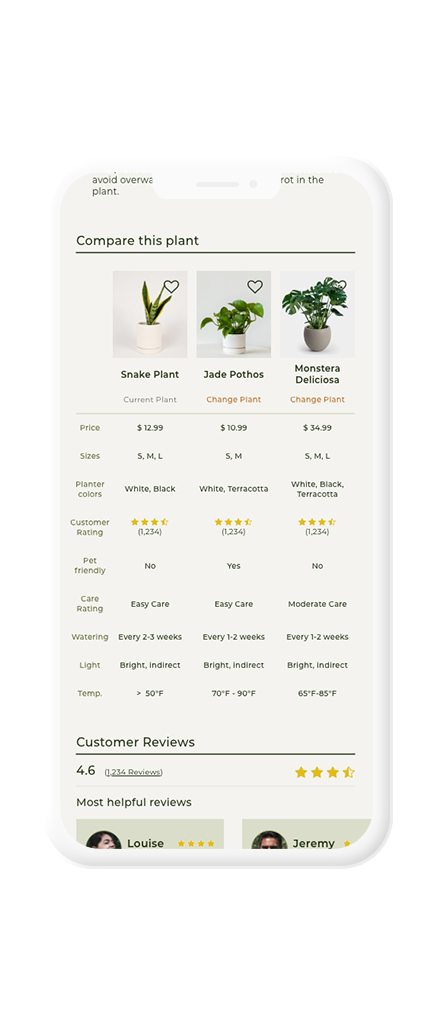 avoid overwa rot in the
plant.
Compare this plant
Snake Plant Jade Pothos Monstera
Deliciosa
Current Plant Change Plant Change Plant
Price $ 12.99 $ 10.99 $ 34.99
Sizes S, M, L S, M S, M, L
Planter
colors White, Black White, Terracotta White, Black,
Terracotta
Customer
Rating (1,234) (1,234) (1,234)
Pet
friendly No Yes No
Care
Rating Easy Care Easy Care Moderate Care
Watering Every 2-3 weeks Every 1-2 weeks Every 1-2 weeks
Light Bright, indirect Bright, indirect Bright, indirect
Temp. > 50°F 70°F - 90°F 65°F-85°F
Customer Reviews
4.6 (1,234 Reviews)
Most helpful reviews
Louise Jeremy